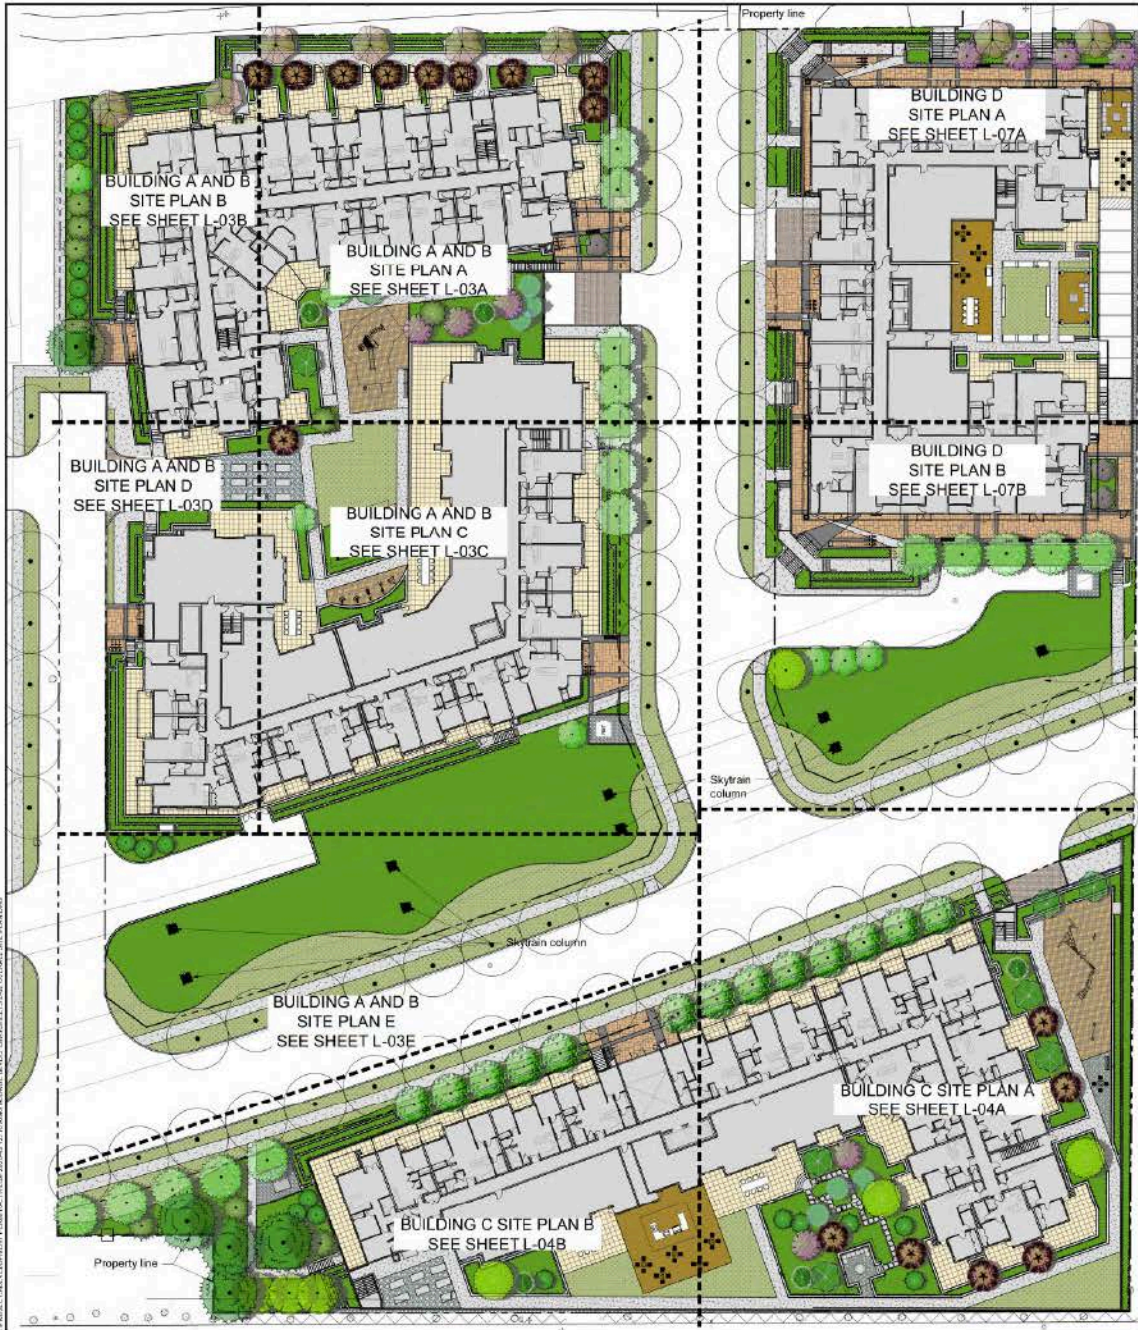 Property line
BUILDING D
SITE PLAN A
SEE SHEET L-07A
BUILDING A AND B
SITE PLAN B
SEE SHEET L-03B
BUILDING A AND B
SITE PLAN A
SEE SHEET L-03A
BUILDING A AND B
SITE PLAN D
SEE SHEET L-03D
BUILDING D
SITE PLAN B
SEE SHEET L-07B
BUILDING A AND B
SITE PLAN C
SEE SHEET L-03C
Skytrain
column
Skytrain column
BUILDING A AND B
SITE PLAN E
SEE SHEET L-03E
BUILDING C SITE PLAN A
SEE SHEET L-04A
BUILDING C SITE PLAN B
SEE SHEET L-04B
Property line